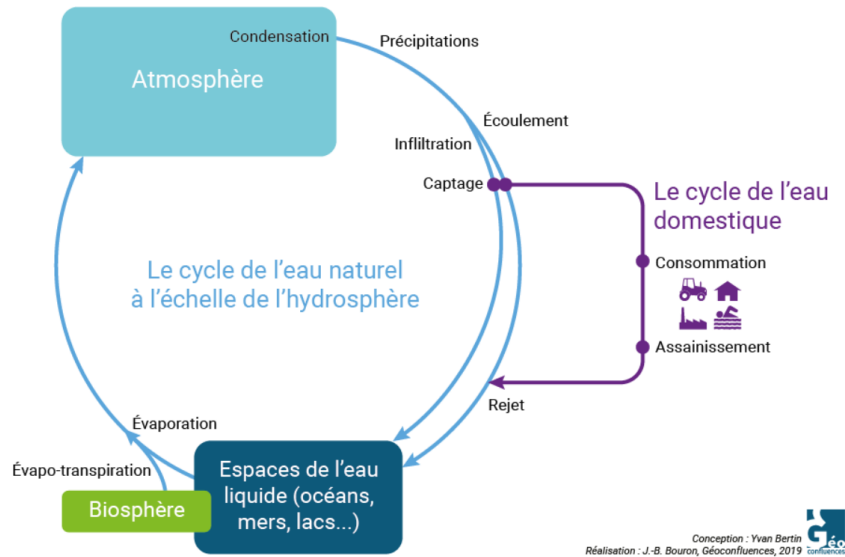 Condensation
Atmosphère
Précipitations
Écoulement
Infliltration
Captage
Le cycle de l'eau
domestique
Le cycle de l'eau naturel
à l'échelle de l'hydrosphère
Consommation
Assainissement
Rejet
Évaporation
Évapo-transpiration
Biosphère
Espaces de l'eau
liquide (océans,
mers, lacs...)
Conception : Yvan Bertin
Réalisation : J.-B. Bouron, Géoconfluences, 2019
Géo
confluences